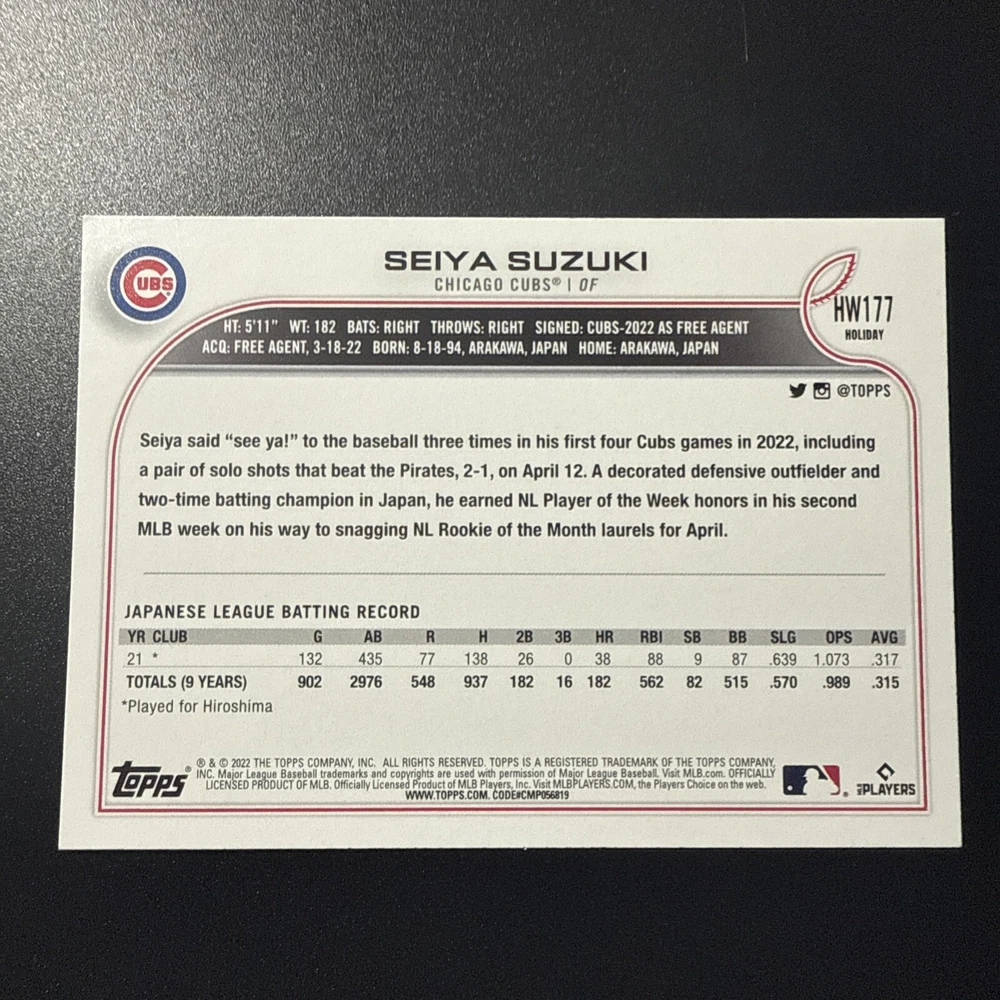 CUBS
SEIYA SUZUKI
CHICAGO CUBS® | OF
HW177
HOLIDAY
HT: 5'11" WT: 182 BATS: RIGHT THROWS: RIGHT SIGNED: CUBS-2022 AS FREE AGENT
ACQ: FREE AGENT, 3-18-22 BORN: 8-18-94, ARAKAWA, JAPAN HOME: ARAKAWA, JAPAN
@TOPPS
Seiya said “see ya!” to the baseball three times in his first four Cubs games in 2022, including
a pair of solo shots that beat the Pirates, 2-1, on April 12. A decorated defensive outfielder and
two-time batting champion in Japan, he earned NL Player of the Week honors in his second
MLB week on his way to snagging NL Rookie of the Month laurels for April.
JAPANESE LEAGUE BATTING RECORD
YR CLUB G AB R H 2B 3B HR RBI SB BB SLG OPS AVG
21 * 132 435 77 138 26 0 38 88 9 87 .639 1.073 .317
TOTALS (9 YEARS) 902 2976 548 937 182 16 182 562 82 515 .570 .989 .315
*Played for Hiroshima
Topps®
® & © 2022 THE TOPPS COMPANY, INC. ALL RIGHTS RESERVED. TOPPS IS A REGISTERED TRADEMARK OF THE TOPPS COMPANY,
INC. Major League Baseball trademarks and copyrights are used with permission of Major League Baseball. Visit MLB.com. OFFICIALLY
LICENSED PRODUCT OF MLB. Officially Licensed Product of MLB Players, Inc. Visit MLBPLAYERS.COM, the Players Choice on the web.
WWW.TOPPS.COM. CODE#CMP056819
MLB PLAYERS